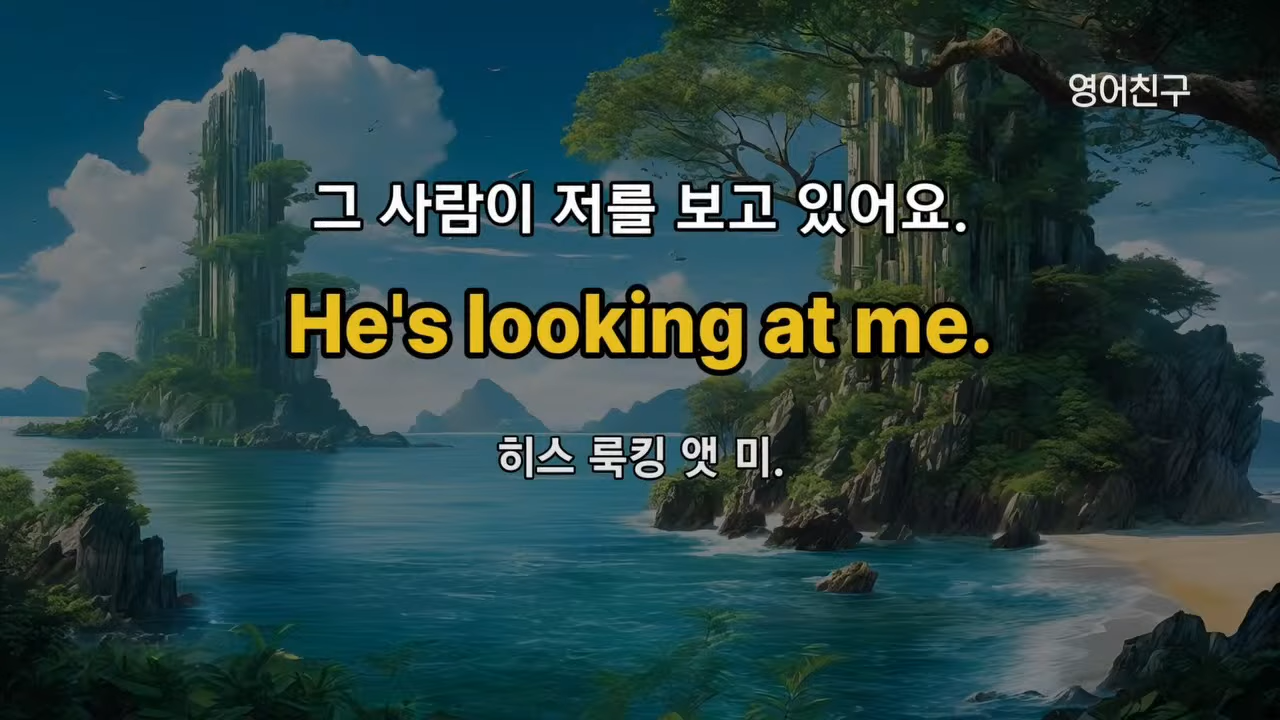 영어친구
그 사람이 저를 보고 있어요.
He's looking at me.
히스 룩킹 앳 미.